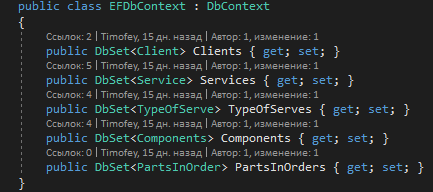 public class EFDbContext : DbContext
{
Ссылок: 2 | Timofey, 15 дн. назад | Автор: 1, изменение: 1
public DbSet<Client> Clients { get; set; }
Ссылок: 5 | Timofey, 15 дн. назад | Автор: 1, изменение: 1
public DbSet<Service> Services { get; set; }
Ссылок: 4 | Timofey, 15 дн. назад | Автор: 1, изменение: 1
public DbSet<TypeOfServe> TypeOfServes { get; set; }
Ссылок: 4 | Timofey, 15 дн. назад | Автор: 1, изменение: 1
public DbSet<Components> Components { get; set; }
Ссылок: 0 | Timofey, 15 дн. назад | Автор: 1, изменение: 1
public DbSet<PartsInOrder> PartsInOrders { get; set; }
}